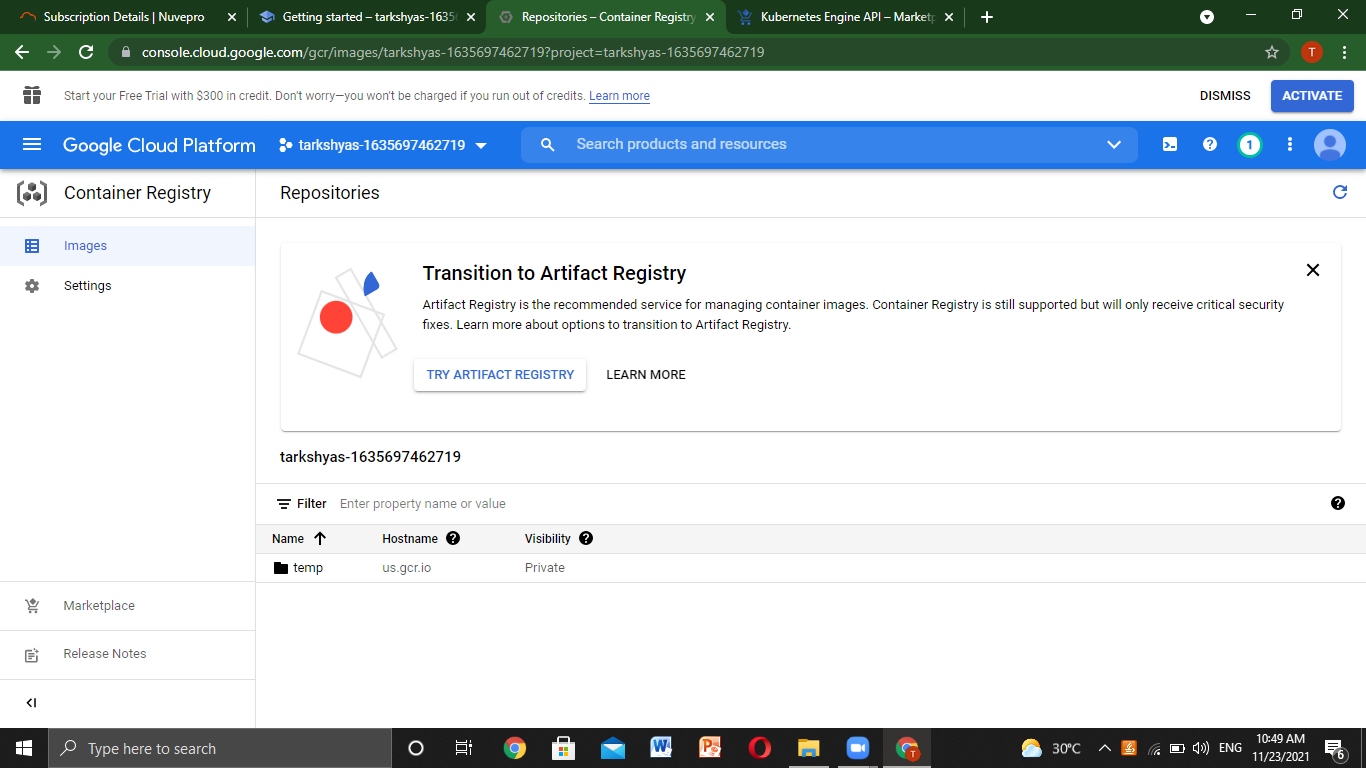 Subscription Details | Nuvepro
Getting started – tarkshyas-1635
Repositories – Container Registry
Kubernetes Engine API – Market
console.cloud.google.com/gcr/images/tarkshyas-1635697462719?project=tarkshyas-1635697462719
T
Start your Free Trial with $300 in credit. Don't worry—you won't be charged if you run out of credits. Learn more
DISMISS
ACTIVATE
Google Cloud Platform
tarkshyas-1635697462719
Search products and resources
1
Container Registry
Repositories
Images
Settings
Transition to Artifact Registry
Artifact Registry is the recommended service for managing container images. Container Registry is still supported but will only receive critical security
fixes. Learn more about options to transition to Artifact Registry.
TRY ARTIFACT REGISTRY
LEARN MORE
tarkshyas-1635697462719
Filter Enter property name or value
Name Hostname Visibility
temp us.gcr.io Private
Marketplace
Release Notes
Type here to search
T
30°C
ENG
10:49 AM
11/23/2021
6